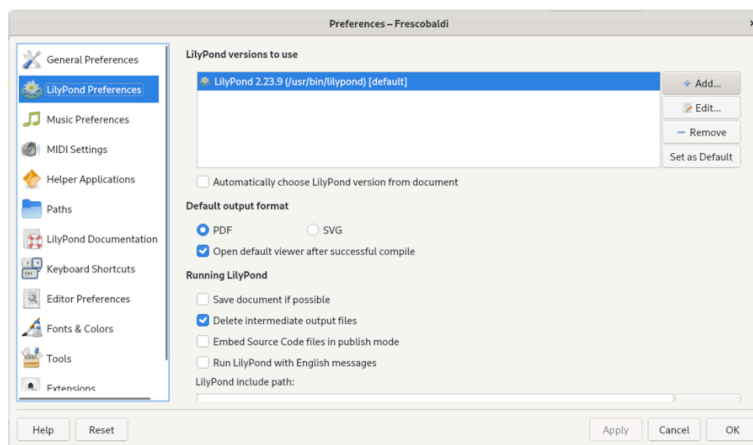 Preferences – Frescobaldi
General Preferences
LilyPond Preferences
Music Preferences
MIDI Settings
Helper Applications
Paths
LilyPond Documentation
Keyboard Shortcuts
Editor Preferences
Fonts & Colors
Tools
Extensions
LilyPond versions to use
LilyPond 2.23.9 (/usr/bin/lilypond) [default]
Add...
Edit...
Remove
Set as Default
Automatically choose LilyPond version from document
Default output format
PDF
SVG
Open default viewer after successful compile
Running LilyPond
Save document if possible
Delete intermediate output files
Embed Source Code files in publish mode
Run LilyPond with English messages
LilyPond include path:
Help
Reset
Apply
Cancel
OK